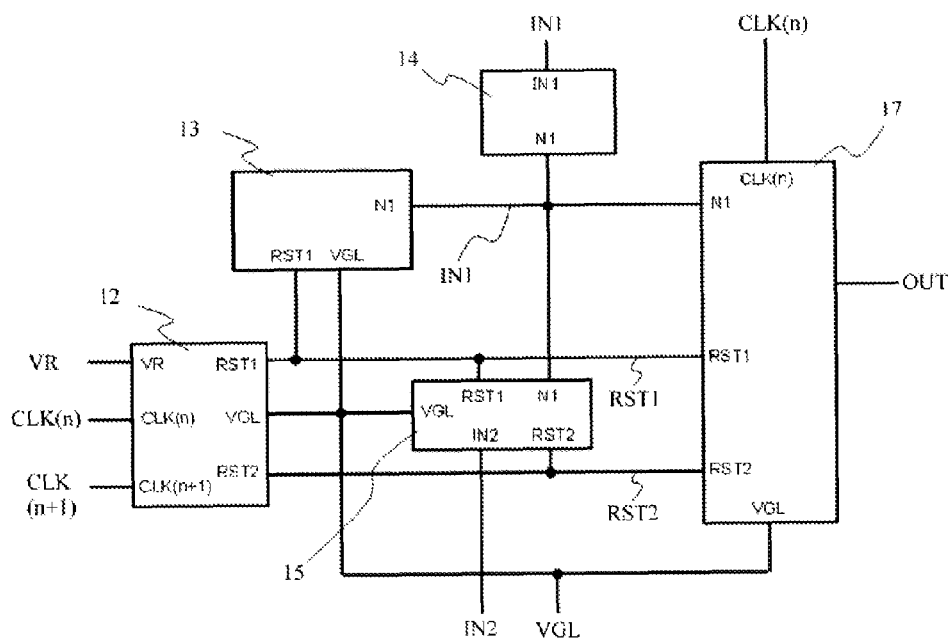 IN1
CLK(n)
14
IN1
N1
17
13
CLK(n)
N1
N1
IN1
RST1 VGL
OUT
12
VR
VR
RST1
RST1
RST1
N1
RST1
CLK(n)
CLK(n)
VGL
VGL
IN2
RST2
CLK
(n+1)
CLK(n+1)
RST2
RST2
RST2
VGL
15
IN2
VGL